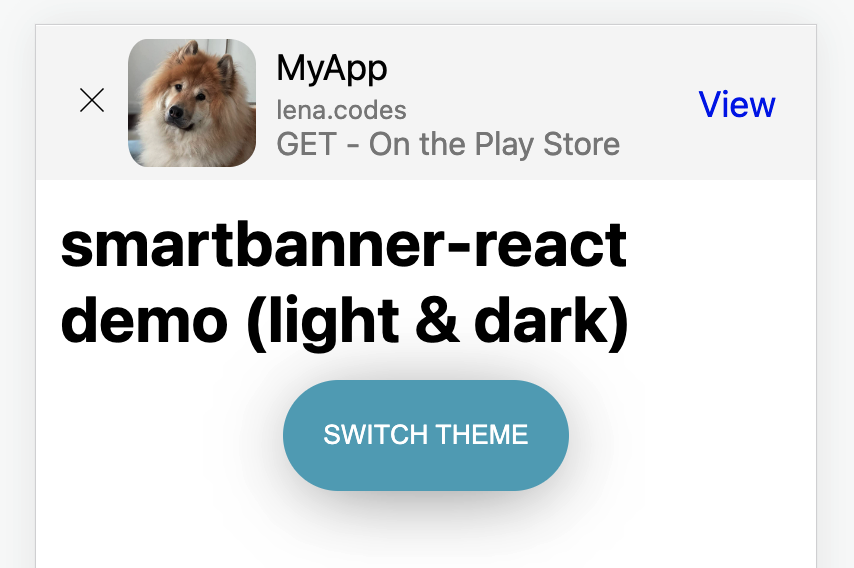 MyApp
lena.codes
GET - On the Play Store
View
smartbanner-react
demo (light & dark)
SWITCH THEME